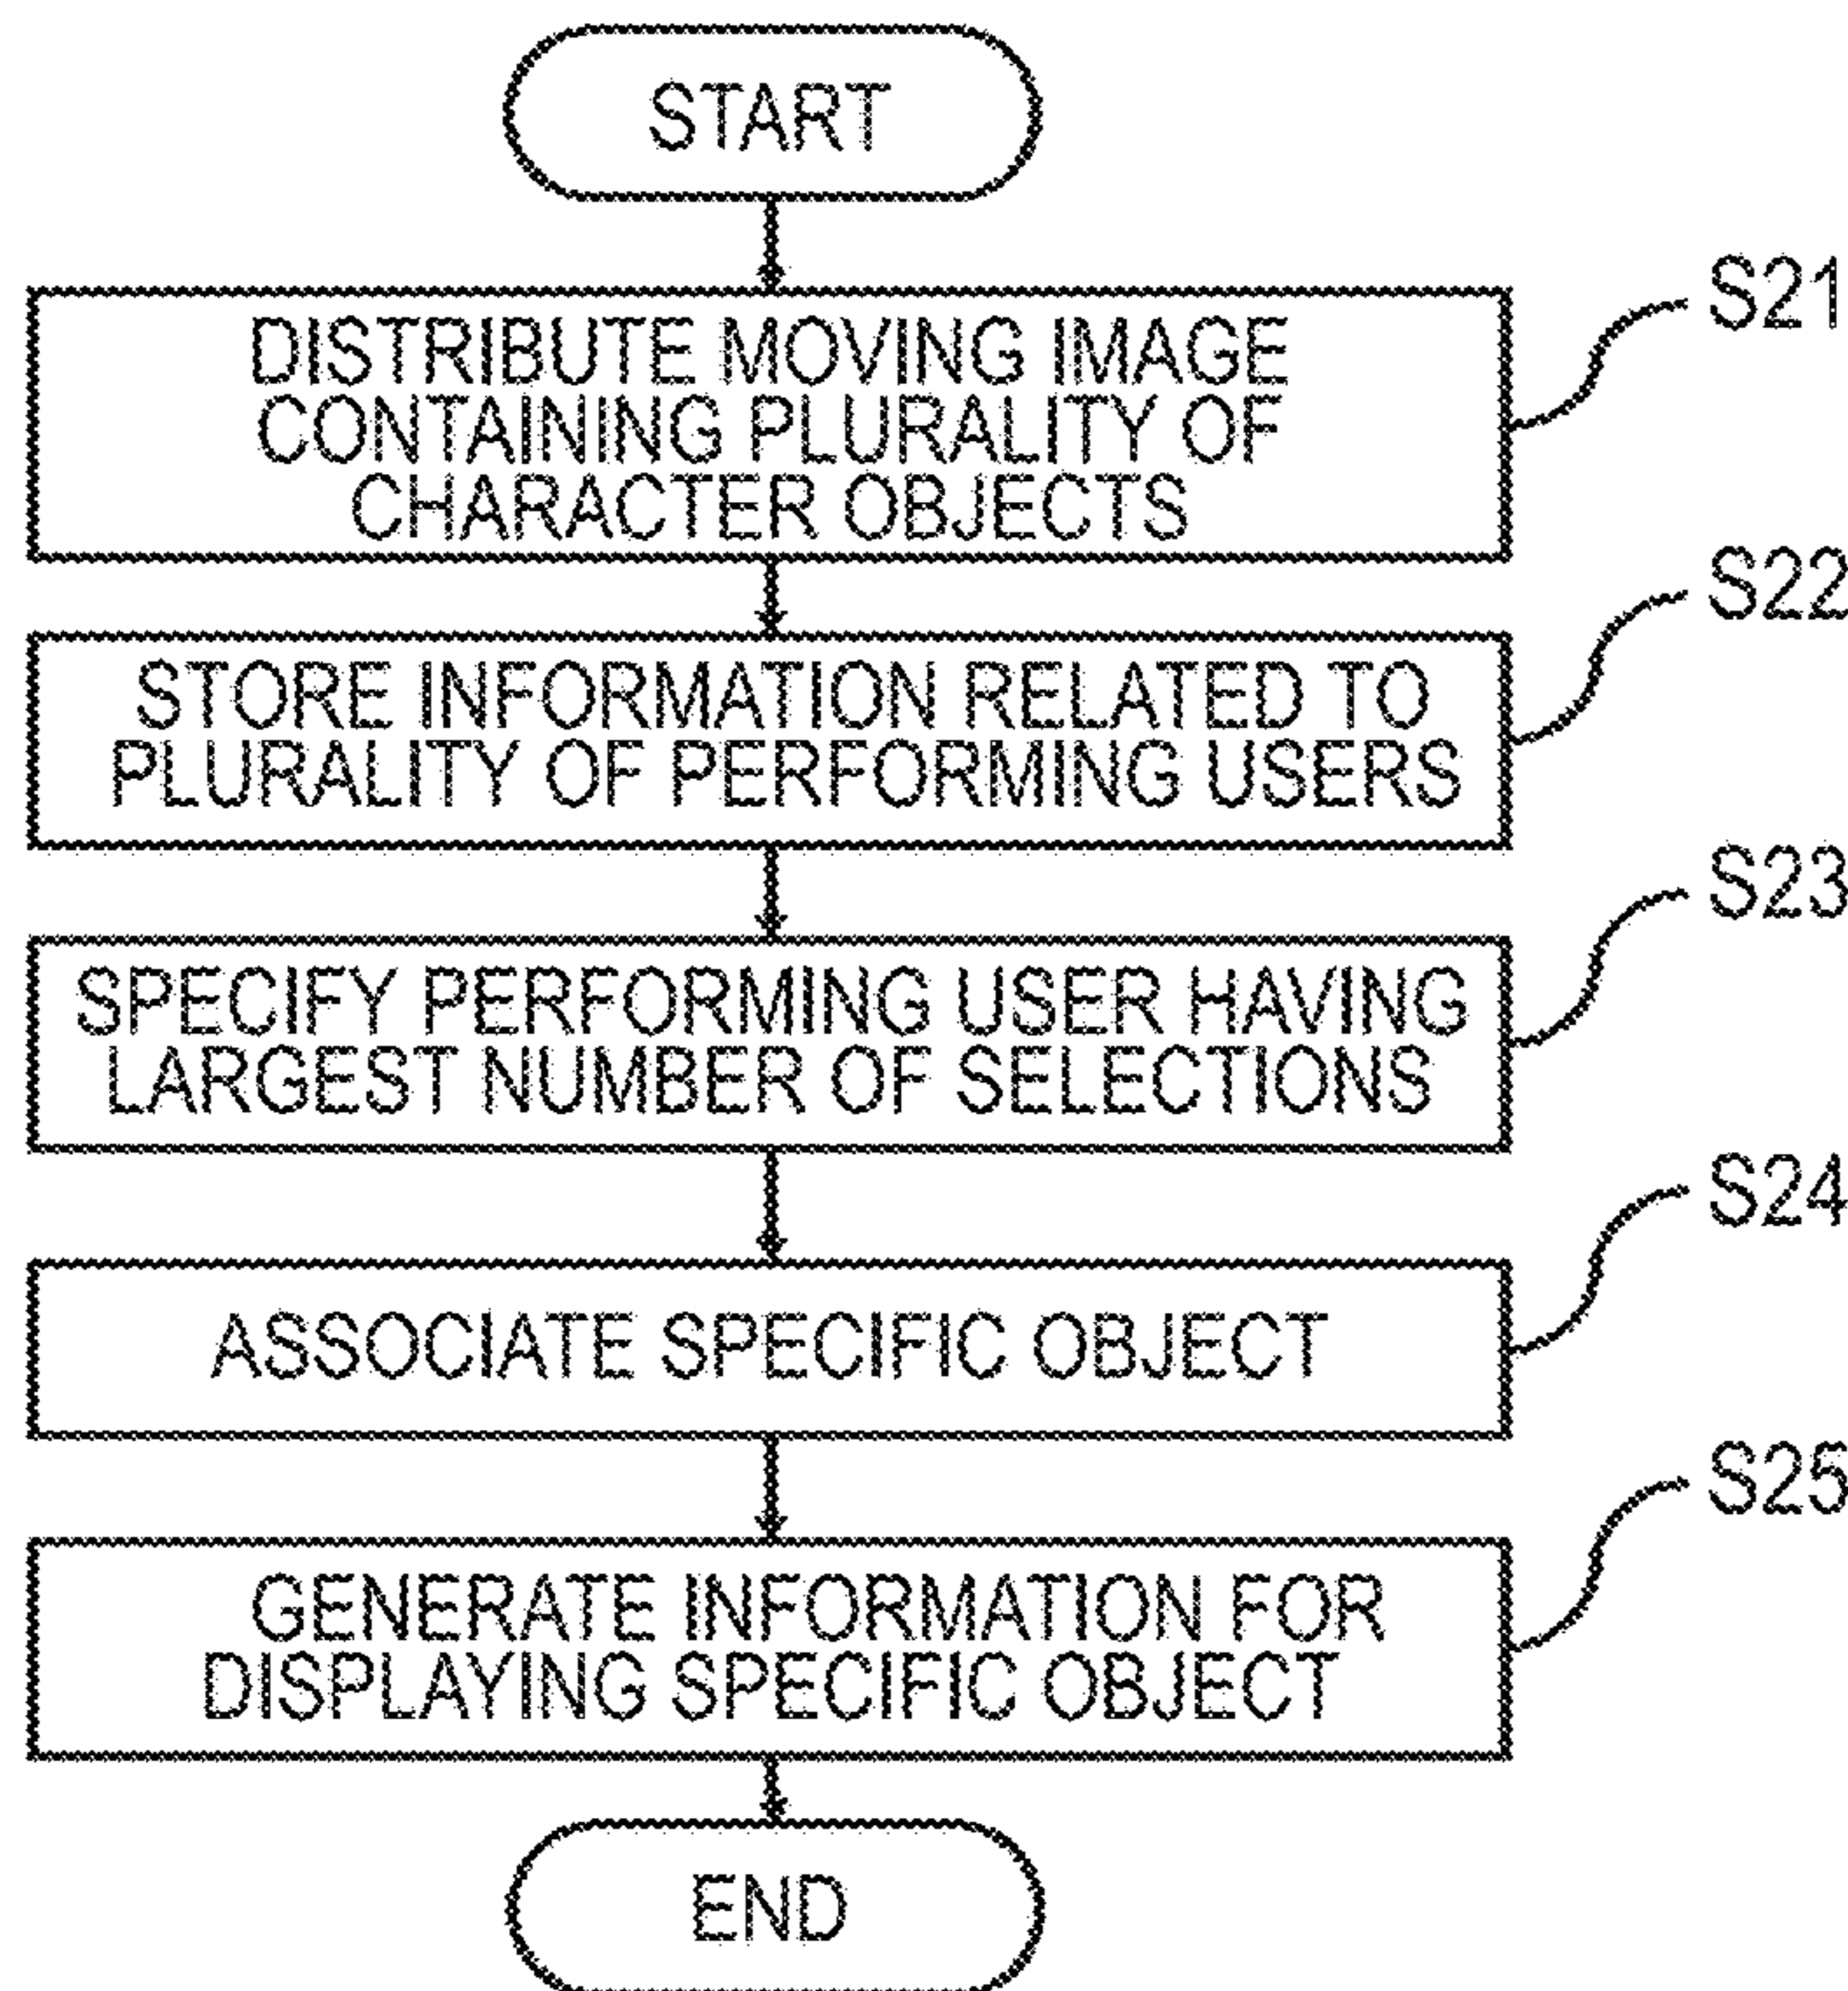 START
S21
DISTRIBUTE MOVING IMAGE
CONTAINING PLURALITY OF
CHARACTER OBJECTS
S22
STORE INFORMATION RELATED TO
PLURALITY OF PERFORMING USERS
S23
SPECIFY PERFORMING USER HAVING
LARGEST NUMBER OF SELECTIONS
S24
ASSOCIATE SPECIFIC OBJECT
S25
GENERATE INFORMATION FOR
DISPLAYING SPECIFIC OBJECT
END